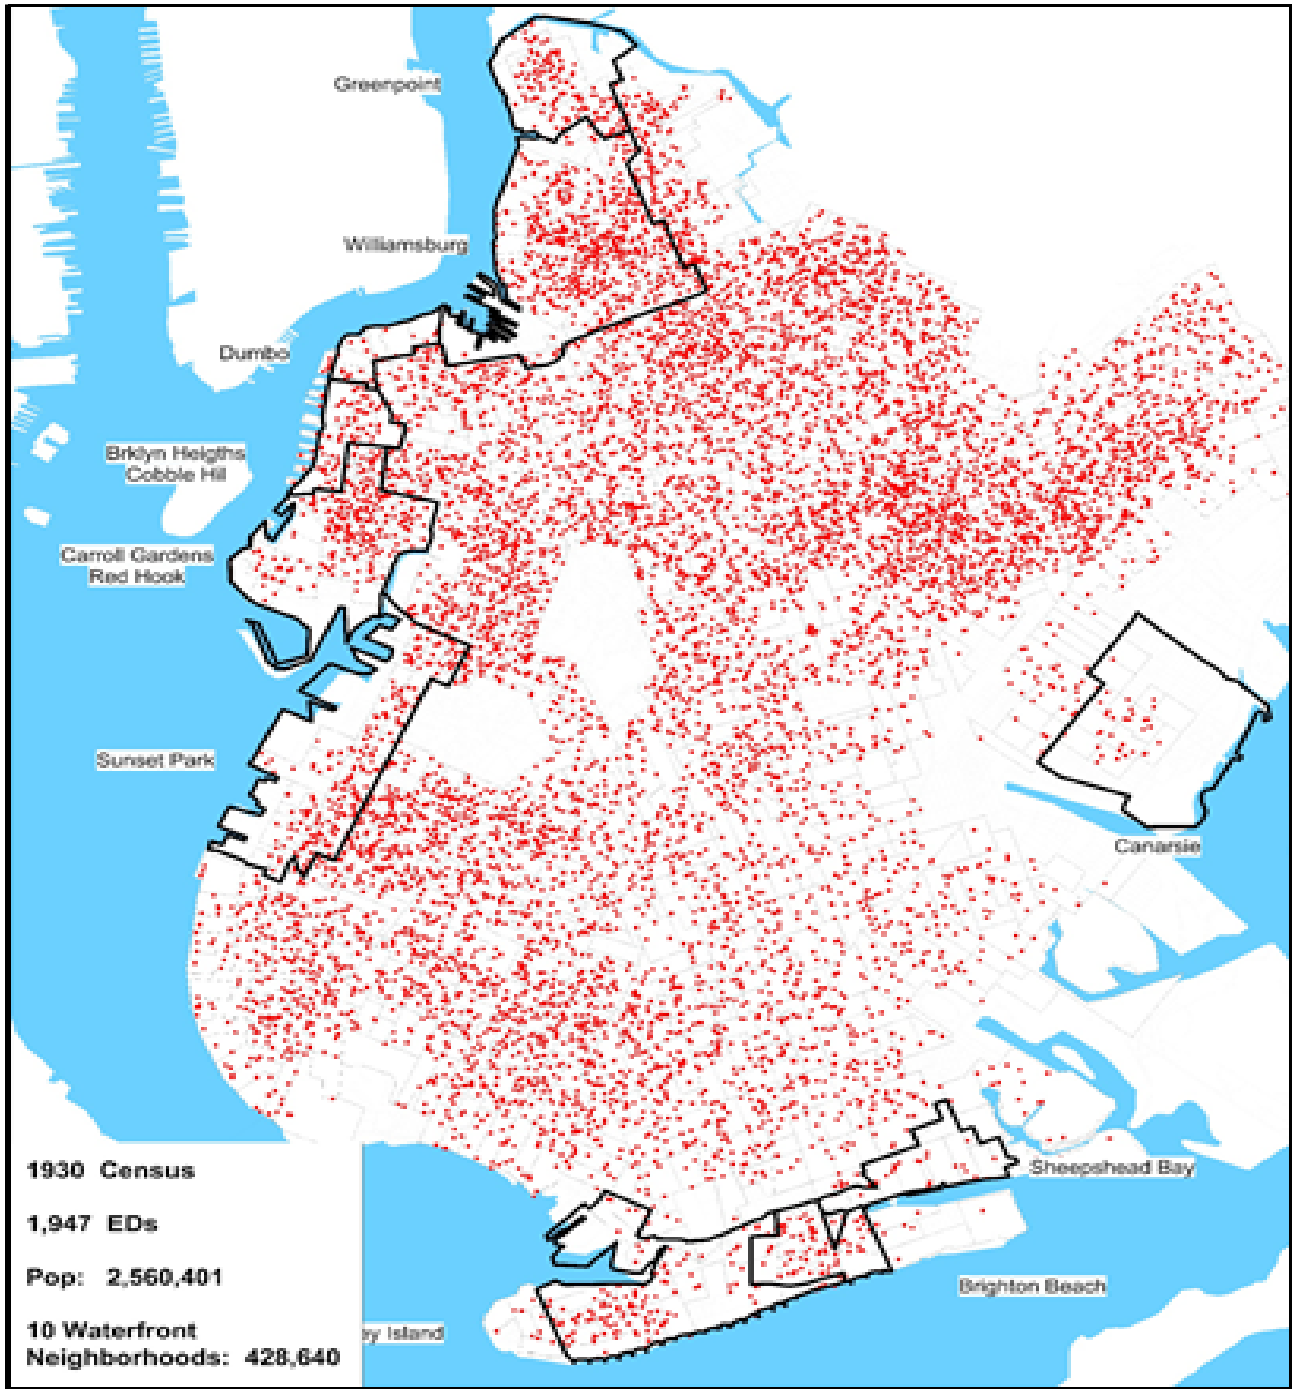 Greenpoint
Williamsburg
Dumbo
Brklyn Heigths
Cobble Hill
Carroll Gardens
Red Hook
Sunset Park
Canarsie
Sheepshead Bay
Brighton Beach
ey Island
1930 Census
1,947 EDs
Pop: 2,560,401
10 Waterfront
Neighborhoods: 428,640